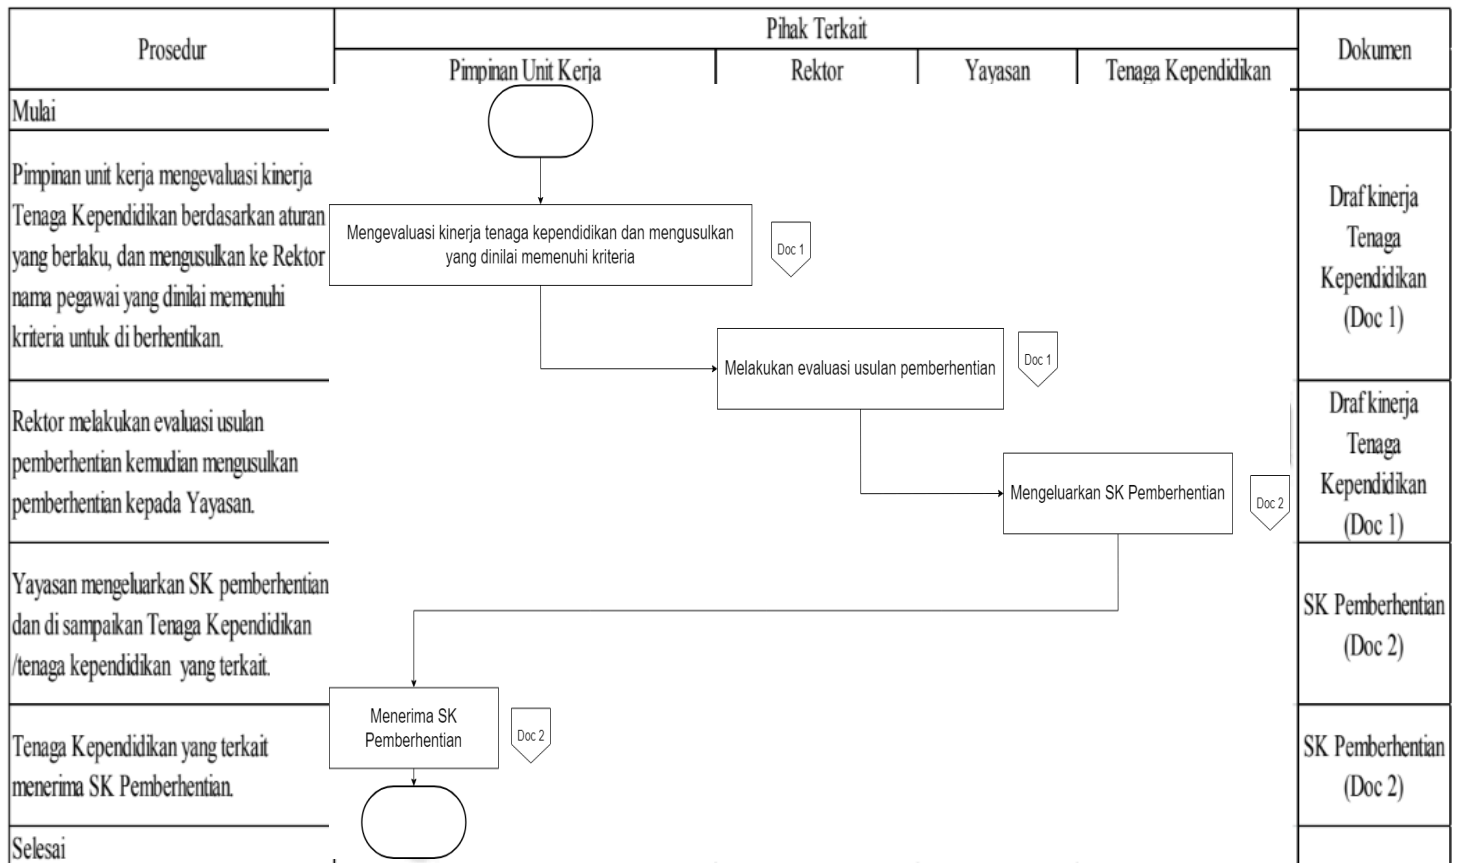 Prosedur
Pihak Terkait
Dokumen
Pimpinan Unit Kerja
Rektor
Yayasan
Tenaga Kependidikan
Mulai
Pimpinan unit kerja mengevaluasi kinerja
Tenaga Kependidikan berdasarkan aturan
yang berlaku, dan mengusulkan ke Rektor
nama pegawai yang dinilai memenuhi
kriteria untuk di berhentikan.
Mengevaluasi kinerja tenaga kependidikan dan mengusulkan
yang dinilai memenuhi kriteria
Doc 1
Draf kinerja
Tenaga
Kependidikan
(Doc 1)
Rektor melakukan evaluasi usulan
pemberhentian kemudian mengusulkan
pemberhentian kepada Yayasan.
Melakukan evaluasi usulan pemberhentian
Doc 1
Draf kinerja
Tenaga
Kependidikan
(Doc 1)
Yayasan mengeluarkan SK pemberhentian
dan di sampaikan Tenaga Kependidikan
/tenaga kependidikan yang terkait.
Mengeluarkan SK Pemberhentian
Doc 2
SK Pemberhentian
(Doc 2)
Tenaga Kependidikan yang terkait
menerima SK Pemberhentian.
Menerima SK
Pemberhentian
Doc 2
SK Pemberhentian
(Doc 2)
Selesai